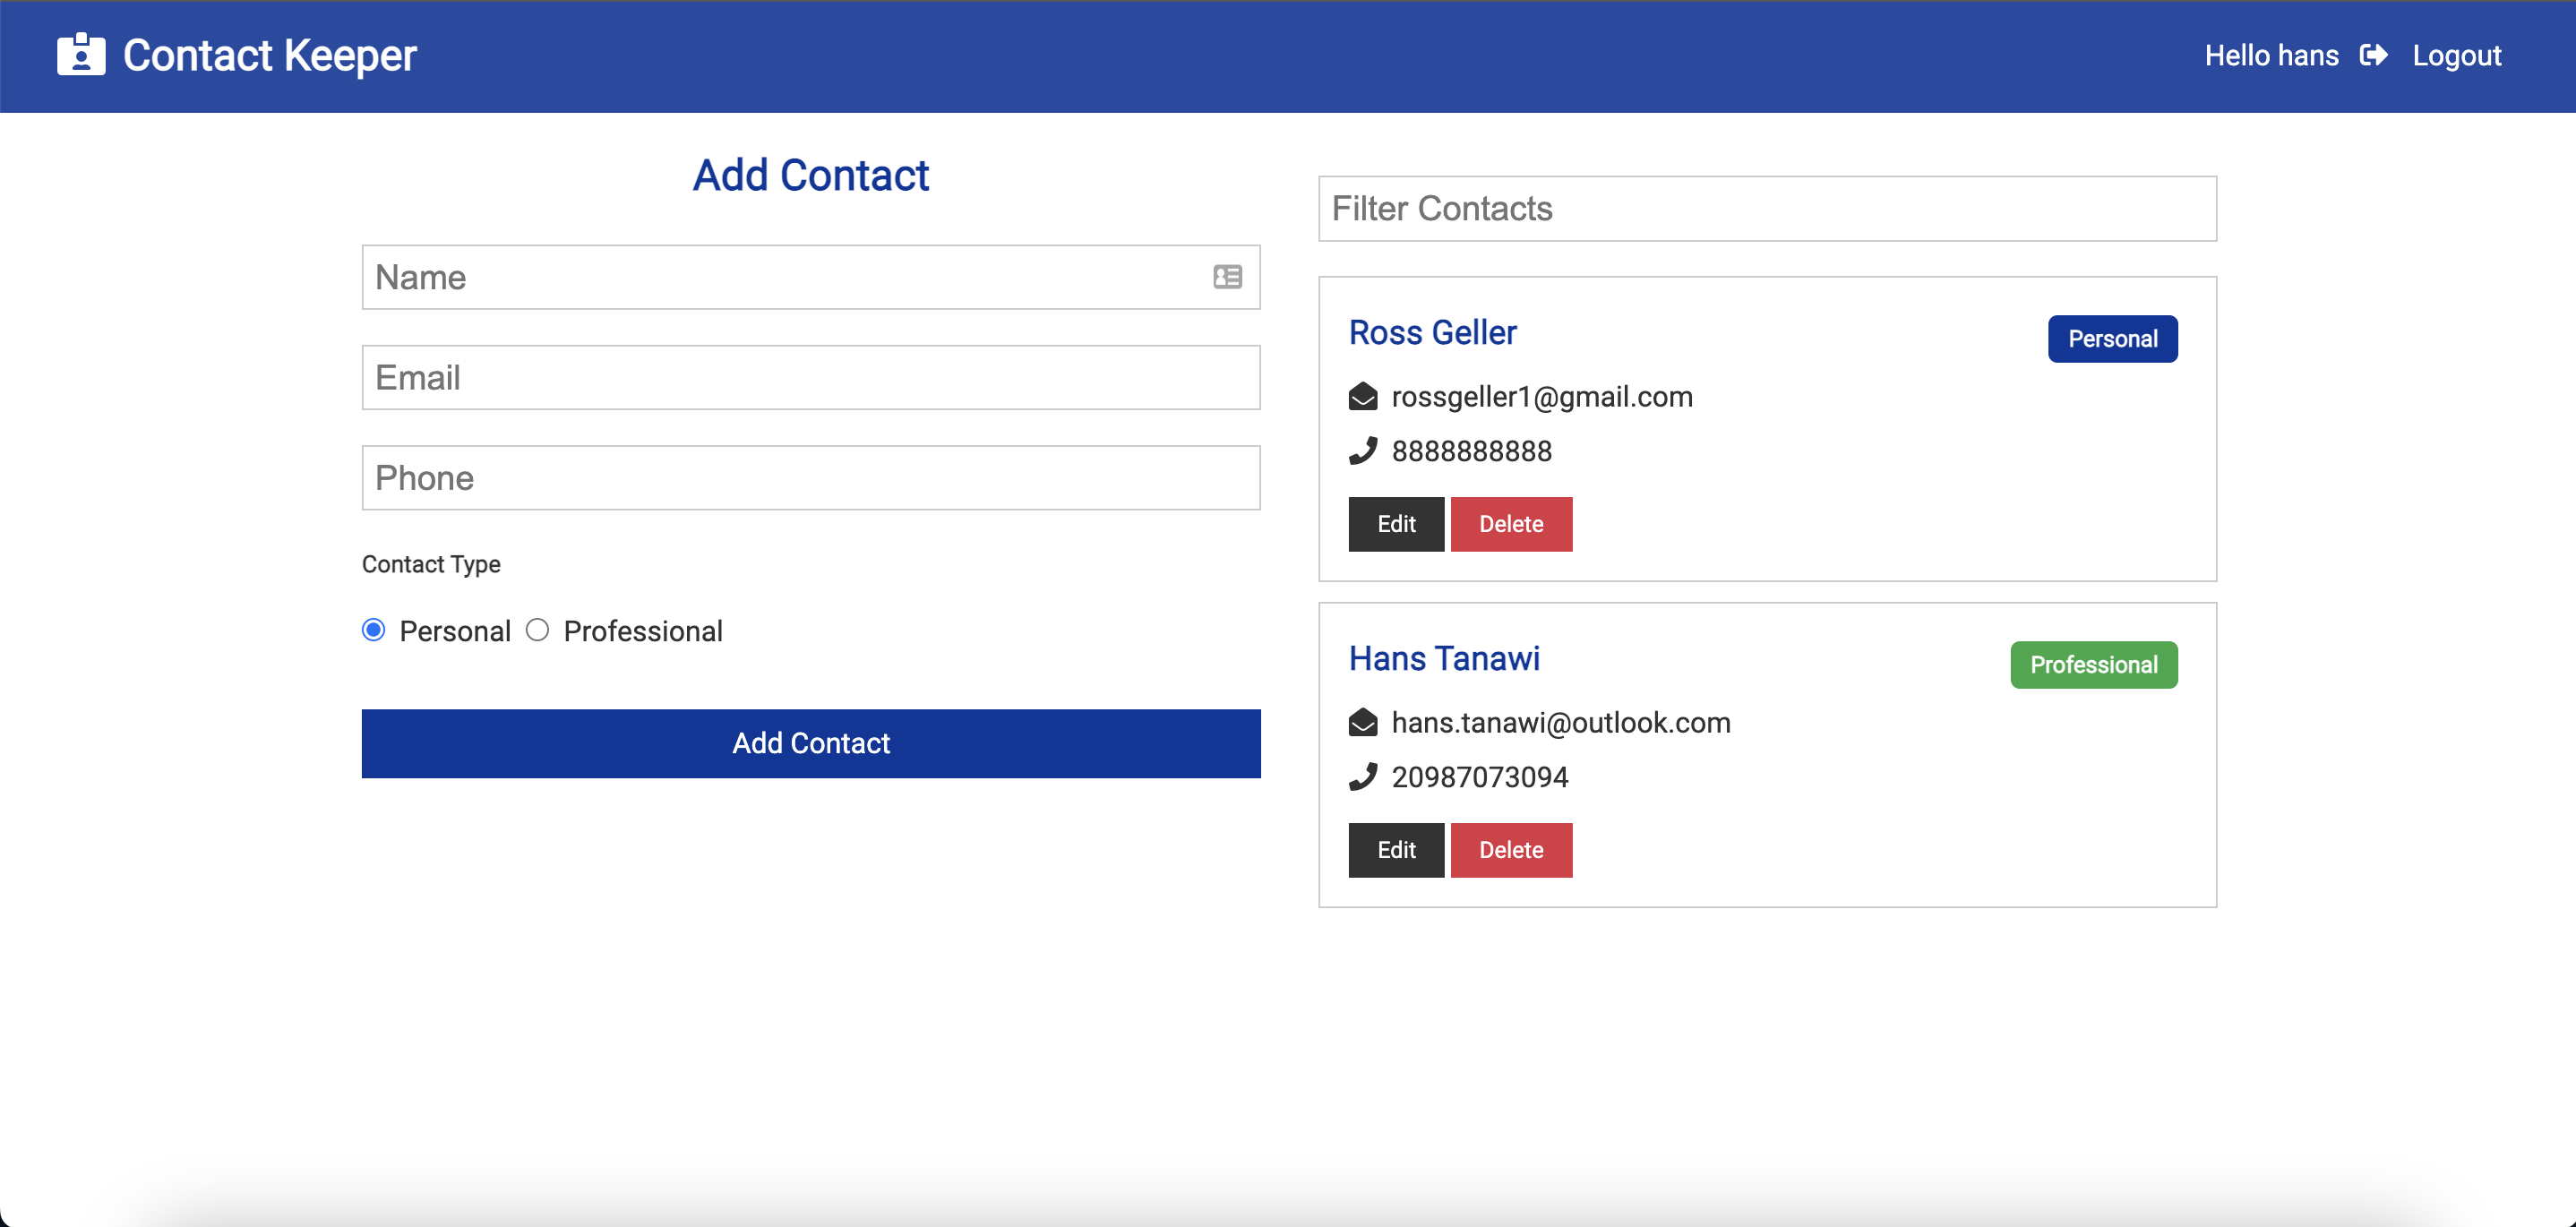 Contact Keeper
Hello hans Logout
Add Contact
Name
Email
Phone
Contact Type
Personal Professional
Add Contact
Filter Contacts
Ross Geller
Personal
rossgeller1@gmail.com
8888888888
Edit Delete
Hans Tanawi
Professional
hans.tanawi@outlook.com
20987073094
Edit Delete